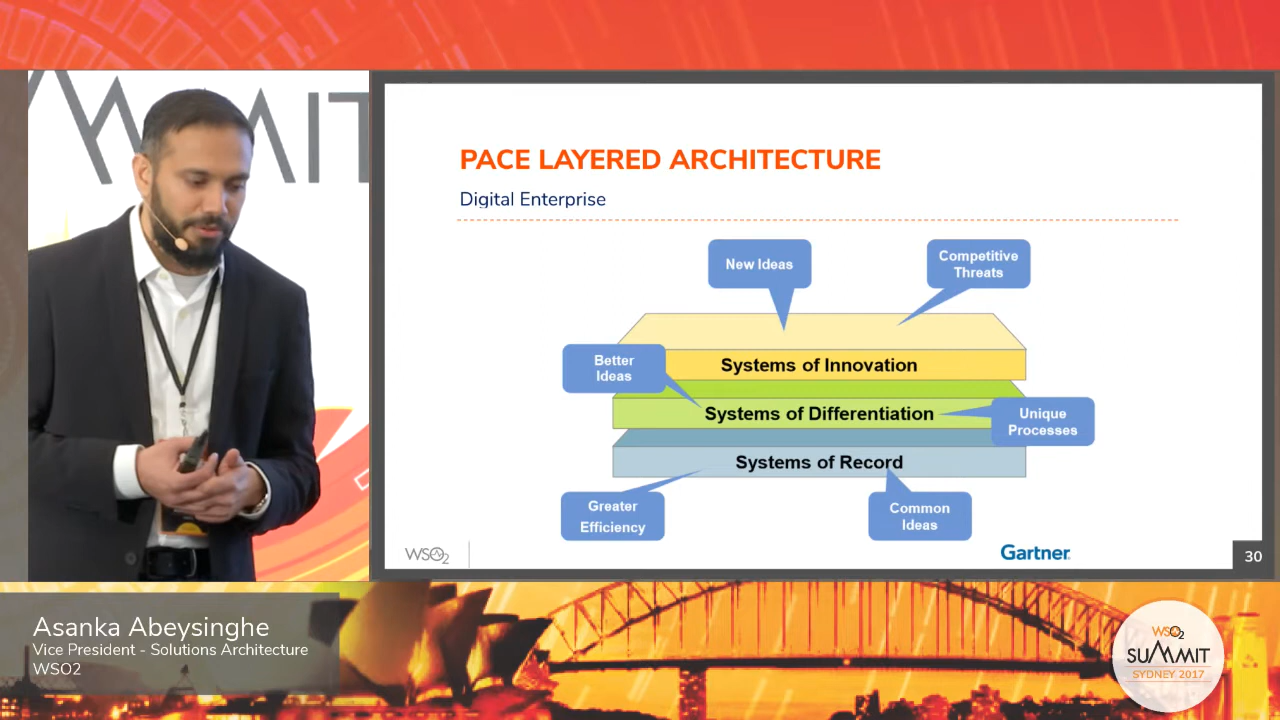 PACE LAYERED ARCHITECTURE
Digital Enterprise
New Ideas
Competitive
Threats
Systems of Innovation
Better
Ideas
Systems of Differentiation
Unique
Processes
Systems of Record
Greater
Efficiency
Common
Ideas
WSO2
Gartner
30
Asanka Abeysinghe
Vice President - Solutions Architecture
WSO2
WSO2
SUMMIT
SYDNEY 2017